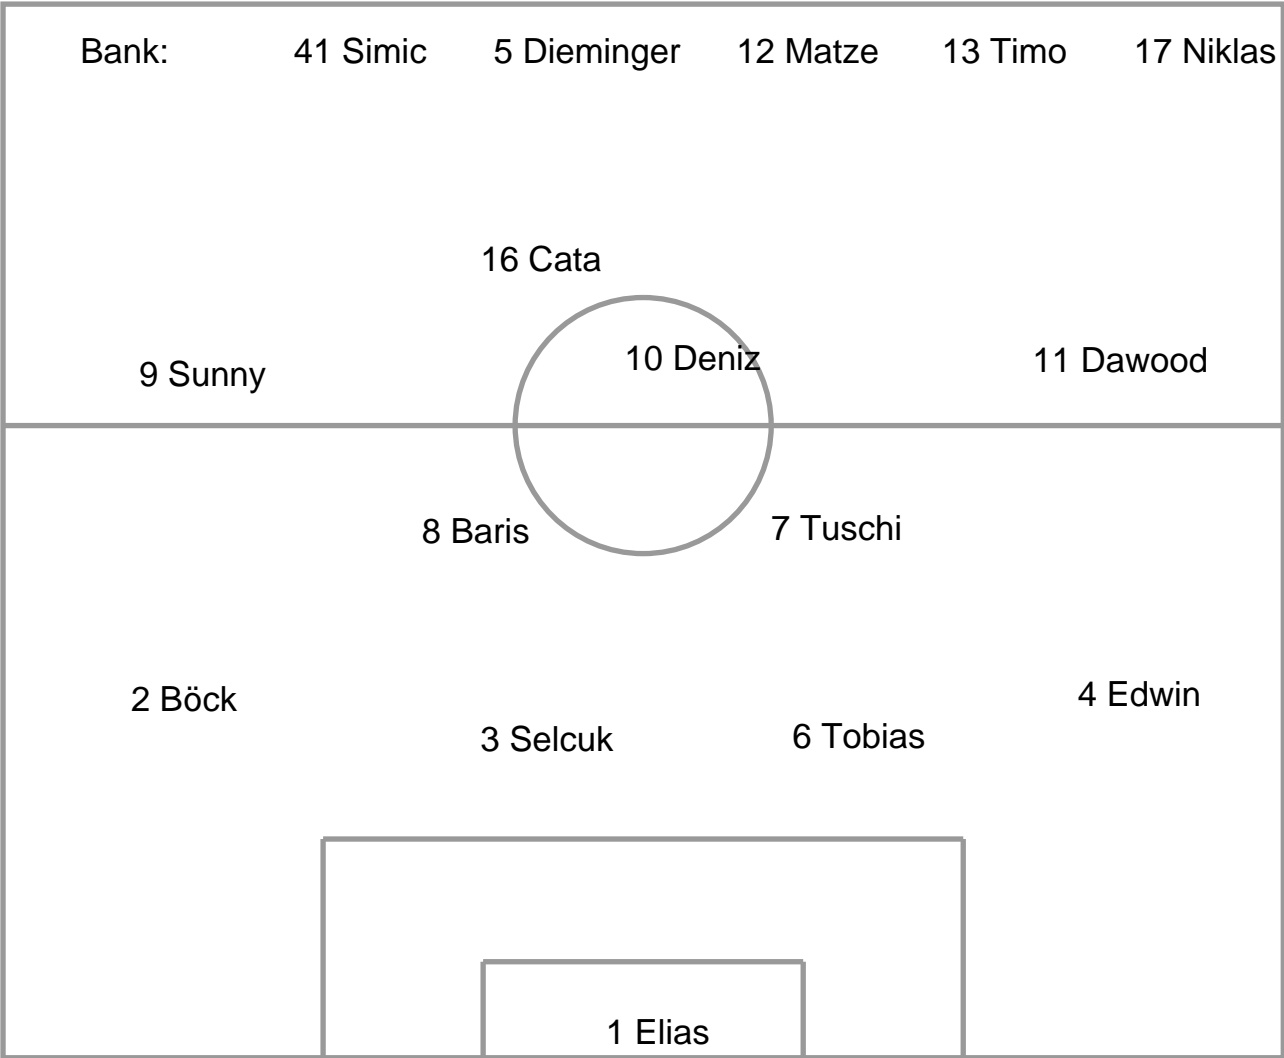 Bank: 41 Simic 5 Dieminger 12 Matze 13 Timo 17 Niklas
16 Cata
9 Sunny 10 Deniz 11 Dawood
8 Baris 7 Tuschi
2 Böck 4 Edwin
3 Selcuk 6 Tobias
1 Elias